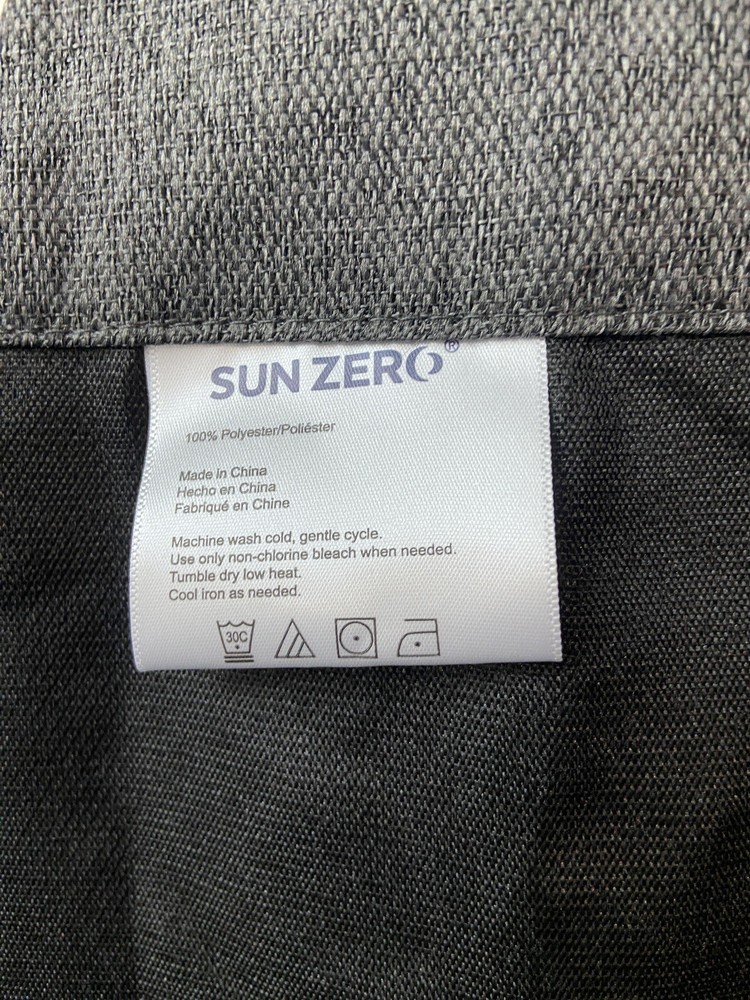 SUN ZERO®
100% Polyester/Poliéster
Made in China
Hecho en China
Fabriqué en Chine
Machine wash cold, gentle cycle.
Use only non-chlorine bleach when needed.
Tumble dry low heat.
Cool iron as needed.
30C